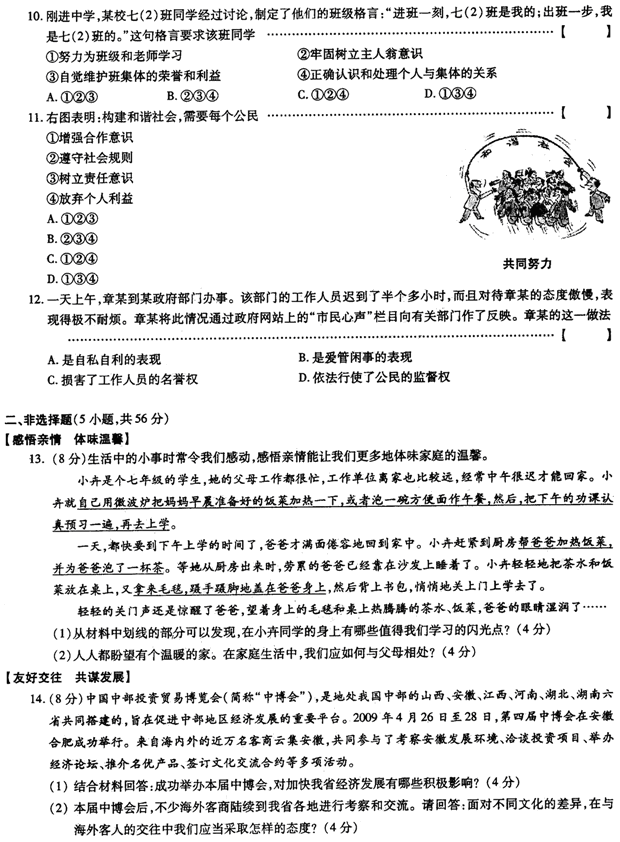 10. 刚进中学,某校七(2)班同学经过讨论,制定了他们的班级格言:“进班一刻,七(2)班是我的;出班一步,我
是七(2)班的。”这句格言要求该班同学 ……………………………………………………【　　】
①努力为班级和老师学习　　②牢固树立主人翁意识
③自觉维护班集体的荣誉和利益　　④正确认识和处理个人与集体的关系
A. ①②③　　B. ②③④　　C. ①②④　　D. ①③④
11. 右图表明:构建和谐社会,需要每个公民 ……………………………………………………【　　】
①增强合作意识
②遵守社会规则
③树立责任意识
④放弃个人利益
A. ①②③
B. ②③④
C. ①②④
D. ①③④
和谐社会
共同努力
12. 一天上午,章某到某政府部门办事。该部门的工作人员迟到了半个多小时,而且对待章某的态度傲慢,表
现得极不耐烦。章某将此情况通过政府网站上的“市民心声”栏目向有关部门作了反映。章某的这一做法
……………………………………………………………………………………【　　】
A. 是自私自利的表现　　B. 是爱管闲事的表现
C. 损害了工作人员的名誉权　　D. 依法行使了公民的监督权
二、非选择题(5 小题,共 56 分)
【感悟亲情　体味温馨】
13. (8 分)生活中的小事时常令我们感动,感悟亲情能让我们更多地体味家庭的温馨。
小卉是个七年级的学生,她的父母工作都很忙,工作单位离家也比较远,经常中午很迟才能回家。小
卉就自己用微波炉把妈妈早晨准备好的饭菜加热一下,或者泡一碗方便面作午餐,然后,把下午的功课认
真预习一遍,再去上学。
一天,都快要到下午上学的时间了,爸爸才满面倦容地回到家中。小卉赶紧到厨房帮爸爸加热饭菜,
并为爸爸泡了一杯茶。等她从厨房出来时,劳累的爸爸已经靠在沙发上睡着了。小卉轻轻地把茶水和饭
菜放在桌上,又拿来毛毯,蹑手蹑脚地盖在爸爸身上,然后背上书包,悄悄地关上门上学去了。
轻轻的关门声还是惊醒了爸爸,望着身上的毛毯和桌上热腾腾的茶水、饭菜,爸爸的眼睛湿润了……
(1)从材料中划线的部分可以发现,在小卉同学的身上有哪些值得我们学习的闪光点? (4 分)
(2)人人都盼望有个温暖的家。在家庭生活中,我们应如何与父母相处? (4 分)
【友好交往　共谋发展】
14. (8 分)中国中部投资贸易博览会(简称“中博会”),是地处我国中部的山西、安徽、江西、河南、湖北、湖南六
省共同搭建的,旨在促进中部地区经济发展的重要平台。2009 年 4 月 26 日至 28 日,第四届中博会在安徽
合肥成功举行。来自海内外的近万名客商云集安徽,共同参与了考察安徽发展环境、洽谈投资项目、举办
经济论坛、推介名优产品、签订文化交流合约等多项活动。
(1) 结合材料回答:成功举办本届中博会,对加快我省经济发展有哪些积极影响? (4 分)
(2) 本届中博会后,不少海外客商陆续到我省各地进行考察和交流。请回答:面对不同文化的差异,在与
海外客人的交往中我们应当采取怎样的态度? (4 分)